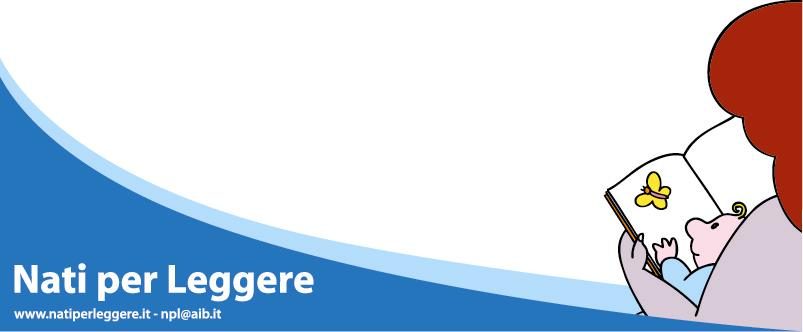 Nati per Leggere
www.natiperleggere.it - npl@aib.it